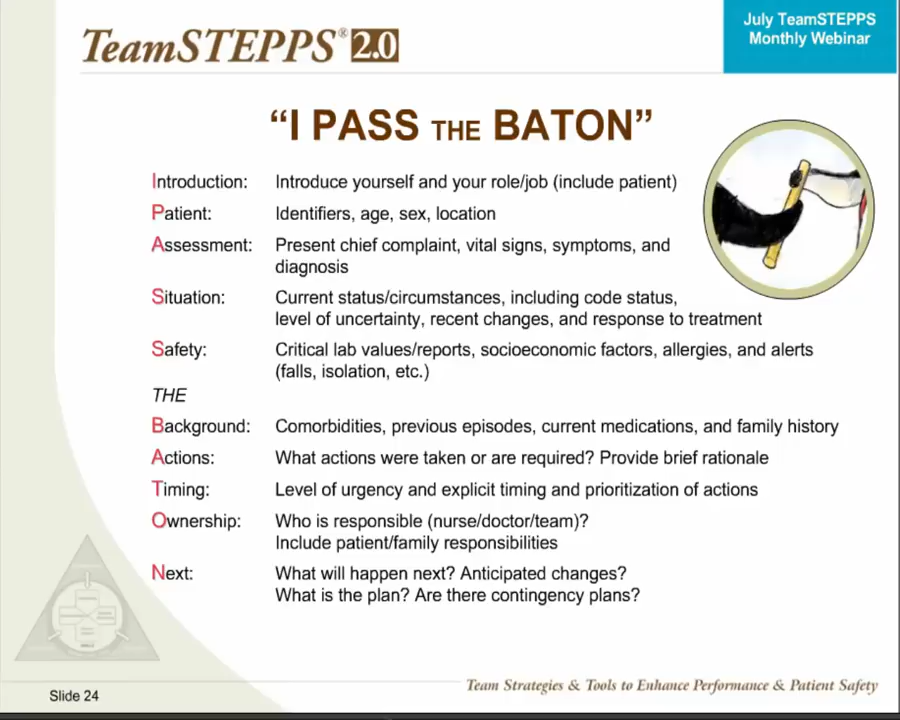 July TeamSTEPPS
Monthly Webinar
TeamSTEPPS® 2.0
“I PASS THE BATON”
Introduction: Introduce yourself and your role/job (include patient)
Patient: Identifiers, age, sex, location
Assessment: Present chief complaint, vital signs, symptoms, and
diagnosis
Situation: Current status/circumstances, including code status,
level of uncertainty, recent changes, and response to treatment
Safety: Critical lab values/reports, socioeconomic factors, allergies, and alerts
(falls, isolation, etc.)
THE
Background: Comorbidities, previous episodes, current medications, and family history
Actions: What actions were taken or are required? Provide brief rationale
Timing: Level of urgency and explicit timing and prioritization of actions
Ownership: Who is responsible (nurse/doctor/team)?
Include patient/family responsibilities
Next: What will happen next? Anticipated changes?
What is the plan? Are there contingency plans?
Slide 24
Team Strategies & Tools to Enhance Performance & Patient Safety